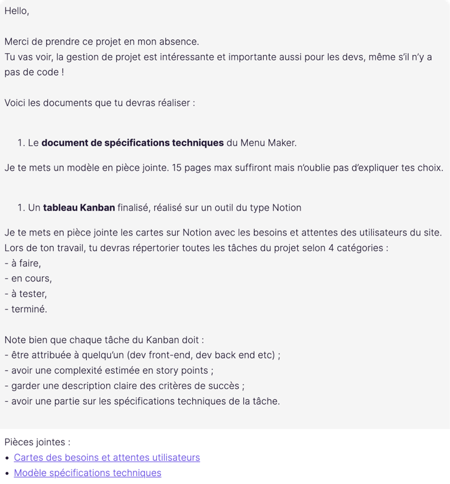 Hello,
Merci de prendre ce projet en mon absence.
Tu vas voir, la gestion de projet est intéressante et importante aussi pour les devs, même s’il n’y a
pas de code !
Voici les documents que tu devras réaliser :
1. Le document de spécifications techniques du Menu Maker.
Je te mets un modèle en pièce jointe. 15 pages max suffiront mais n’oublie pas d’expliquer tes choix.
1. Un tableau Kanban finalisé, réalisé sur un outil du type Notion
Je te mets en pièce jointe les cartes sur Notion avec les besoins et attentes des utilisateurs du site.
Lors de ton travail, tu devras répertorier toutes les tâches du projet selon 4 catégories :
- à faire,
- en cours,
- à tester,
- terminé.
Note bien que chaque tâche du Kanban doit :
- être attribuée à quelqu’un (dev front-end, dev back end etc) ;
- avoir une complexité estimée en story points ;
- garder une description claire des critères de succès ;
- avoir une partie sur les spécifications techniques de la tâche.
Pièces jointes :
• Cartes des besoins et attentes utilisateurs
• Modèle spécifications techniques